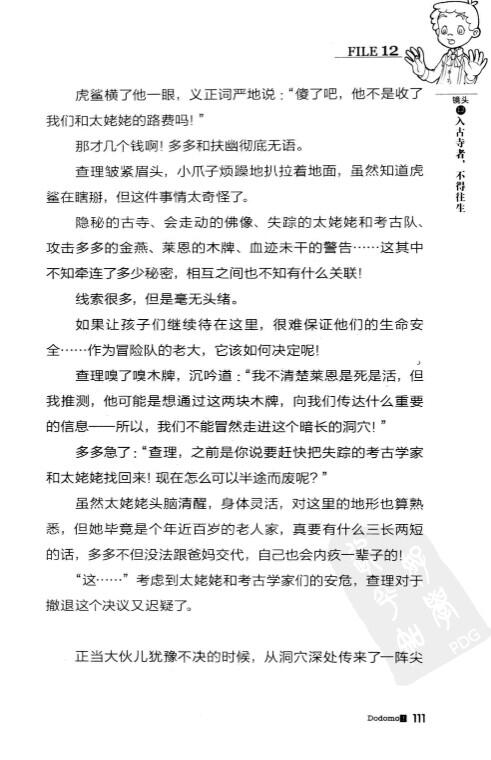 FILE 12
镜头
12
入古寺者，不得往生
虎鲨横了他一眼，义正词严地说：“傻了吧，他不是收了
我们和太姥姥的路费吗！”
那才几个钱啊！多多和扶幽彻底无语。
查理皱紧眉头，小爪子烦躁地扒拉着地面，虽然知道虎
鲨在瞎掰，但这件事情太奇怪了。
隐秘的古寺、会走动的佛像、失踪的太姥姥和考古队、
攻击多多的金燕、莱恩的木牌、血迹未干的警告……这其中
不知牵连了多少秘密，相互之间也不知有什么关联！
线索很多，但是毫无头绪。
如果让孩子们继续待在这里，很难保证他们的生命安
全……作为冒险队的老大，它该如何决定呢！
查理嗅了嗅木牌，沉吟道：“我不清楚莱恩是死是活，但
我推测，他可能是想通过这两块木牌，向我们传达什么重要
的信息——所以，我们不能冒然走进这个暗长的洞穴！”
多多急了：“查理，之前是你说要赶快把失踪的考古学家
和太姥姥找回来！现在怎么可以半途而废呢？”
虽然太姥姥头脑清醒，身体灵活，对这里的地形也算熟
悉，但她毕竟是个年近百岁的老人家，真要有什么三长两短
的话，多多不但没法跟爸妈交代，自己也会内疚一辈子的！
“这……”考虑到太姥姥和考古学家们的安危，查理对于
撤退这个决议又迟疑了。
正当大伙儿犹豫不决的时候，从洞穴深处传来了一阵尖
PDG
Dodomo 111